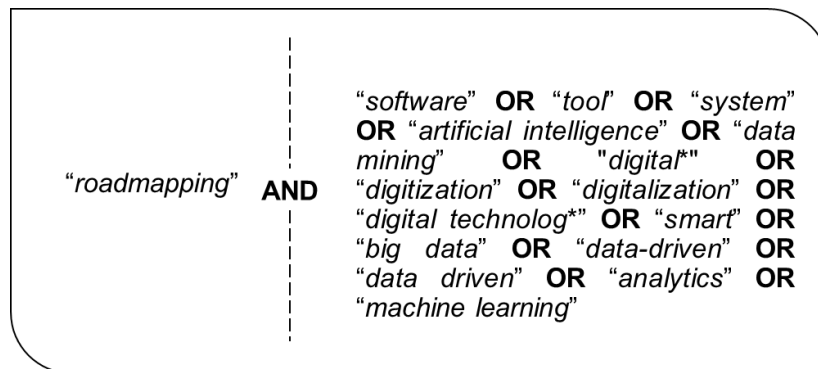 “roadmapping”
AND
“software” OR “tool” OR “system”
OR “artificial intelligence” OR “data
mining” OR "digital*" OR
“digitization” OR “digitalization” OR
“digital technolog*” OR “smart” OR
“big data” OR “data-driven” OR
“data driven” OR “analytics” OR
“machine learning”